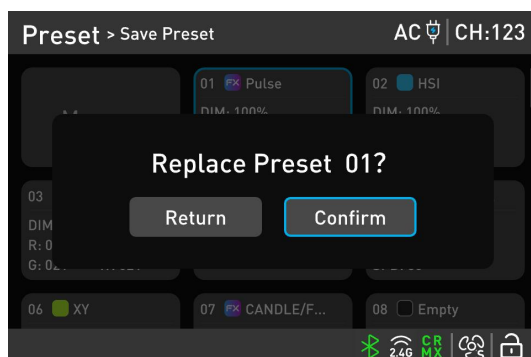 Preset > Save Preset
AC CH:123
01 FX Pulse
02 HSI
DIM: 100%
DIM: 100%
Replace Preset 01?
03
Return
Confirm
DIM
R: 0
G: 0
06 XY
07 FX CANDLE/F...
08 Empty
2.4G
CR
MX
S